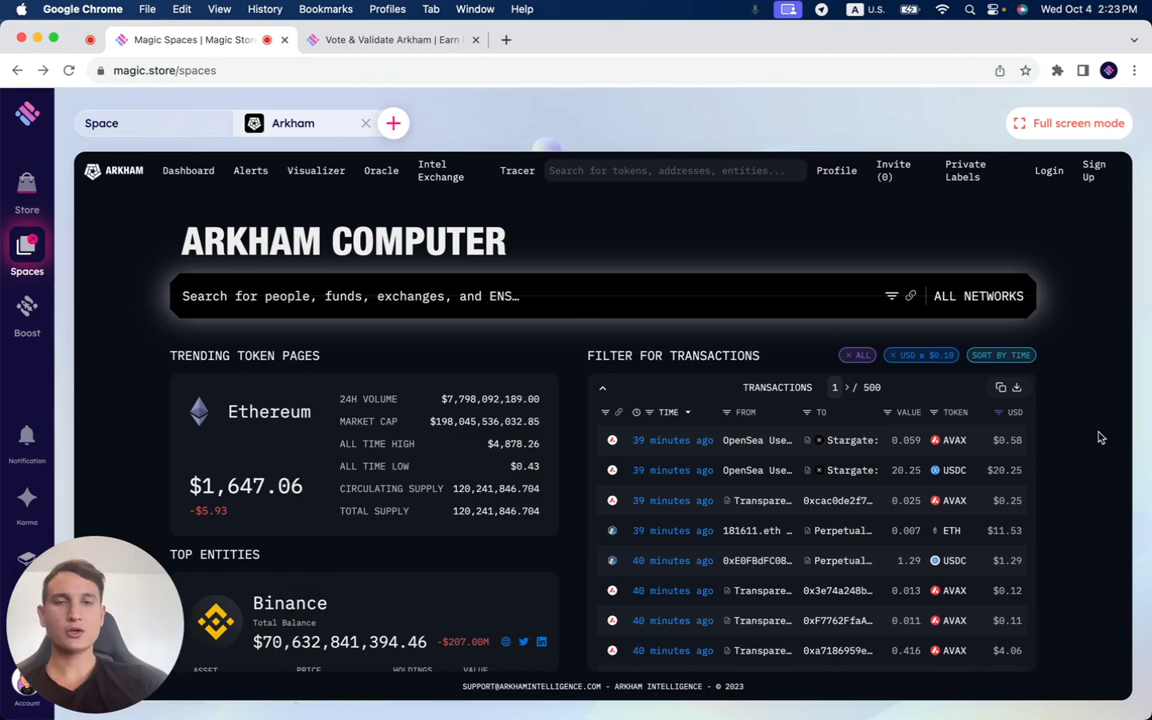 Google Chrome File Edit View History Bookmarks Profiles Tab Window Help A U.S. Wed Oct 4 2:23 PM
Magic Spaces | Magic Stor Vote & Validate Arkham | Earn
magic.store/spaces
Space Arkham Full screen mode
Store
Spaces
Boost
Notification
Karma
Account
ARKHAM Dashboard Alerts Visualizer Oracle Intel Exchange Tracer Search for tokens, addresses, entities... Profile Invite (0) Private Labels Login Sign Up
ARKHAM COMPUTER
Search for people, funds, exchanges, and ENS… ALL NETWORKS
TRENDING TOKEN PAGES
Ethereum
$1,647.06
-$5.93
24H VOLUME $7,798,092,189.00
MARKET CAP $198,045,536,032.85
ALL TIME HIGH $4,878.26
ALL TIME LOW $0.43
CIRCULATING SUPPLY 120,241,846.704
TOTAL SUPPLY 120,241,846.704
TOP ENTITIES
Binance
Total Balance
$70,632,841,394.46 -$207.00M
ASSET PRICE HOLDINGS VALUE
FILTER FOR TRANSACTIONS × ALL × USD ≥ $0.10 SORT BY TIME
TRANSACTIONS 1 > / 500
TIME FROM TO VALUE TOKEN USD
39 minutes ago OpenSea Use… Stargate: 0.059 AVAX $0.58
39 minutes ago OpenSea Use… Stargate: 20.25 USDC $20.25
39 minutes ago Transpare… 0xcac0de2f7… 0.025 AVAX $0.25
39 minutes ago 181611.eth … Perpetual… 0.007 ETH $11.53
40 minutes ago 0xE0FBdFC08… Perpetual… 1.29 USDC $1.29
40 minutes ago Transpare… 0x3e74a248b… 0.013 AVAX $0.12
40 minutes ago Transpare… 0xF7762FfaA… 0.011 AVAX $0.11
40 minutes ago Transpare… 0xa7186959e… 0.416 AVAX $4.06
SUPPORT@ARKHAMINTELLIGENCE.COM - ARKHAM INTELLIGENCE - © 2023